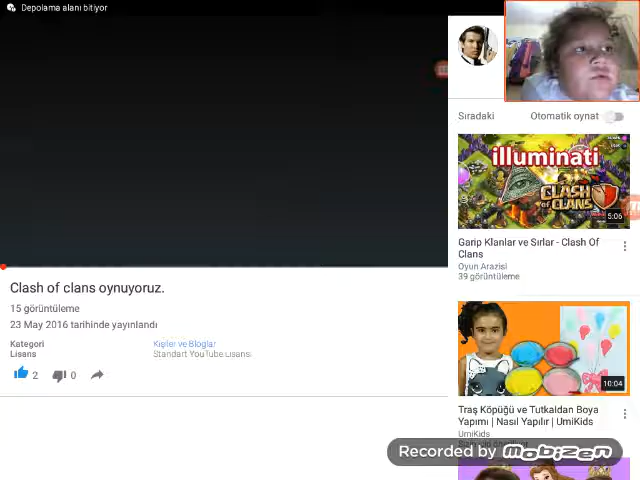 Depolama alanı bitiyor
Sıradaki
Otomatik oynat
illuminati
CLASH
OF CLANS
5:06
Garip Klanlar ve Sırlar - Clash Of
Clans
Oyun Arazisi
39 görüntüleme
Clash of clans oynuyoruz.
15 görüntüleme
23 May 2016 tarihinde yayınlandı
Kategori
Kişiler ve Bloglar
Lisans
Standart YouTube Lisansı
2
0
10:04
Traş Köpüğü ve Tutkaldan Boya
Yapımı | Nasıl Yapılır | UmiKids
UmiKids
Recorded by mobizen